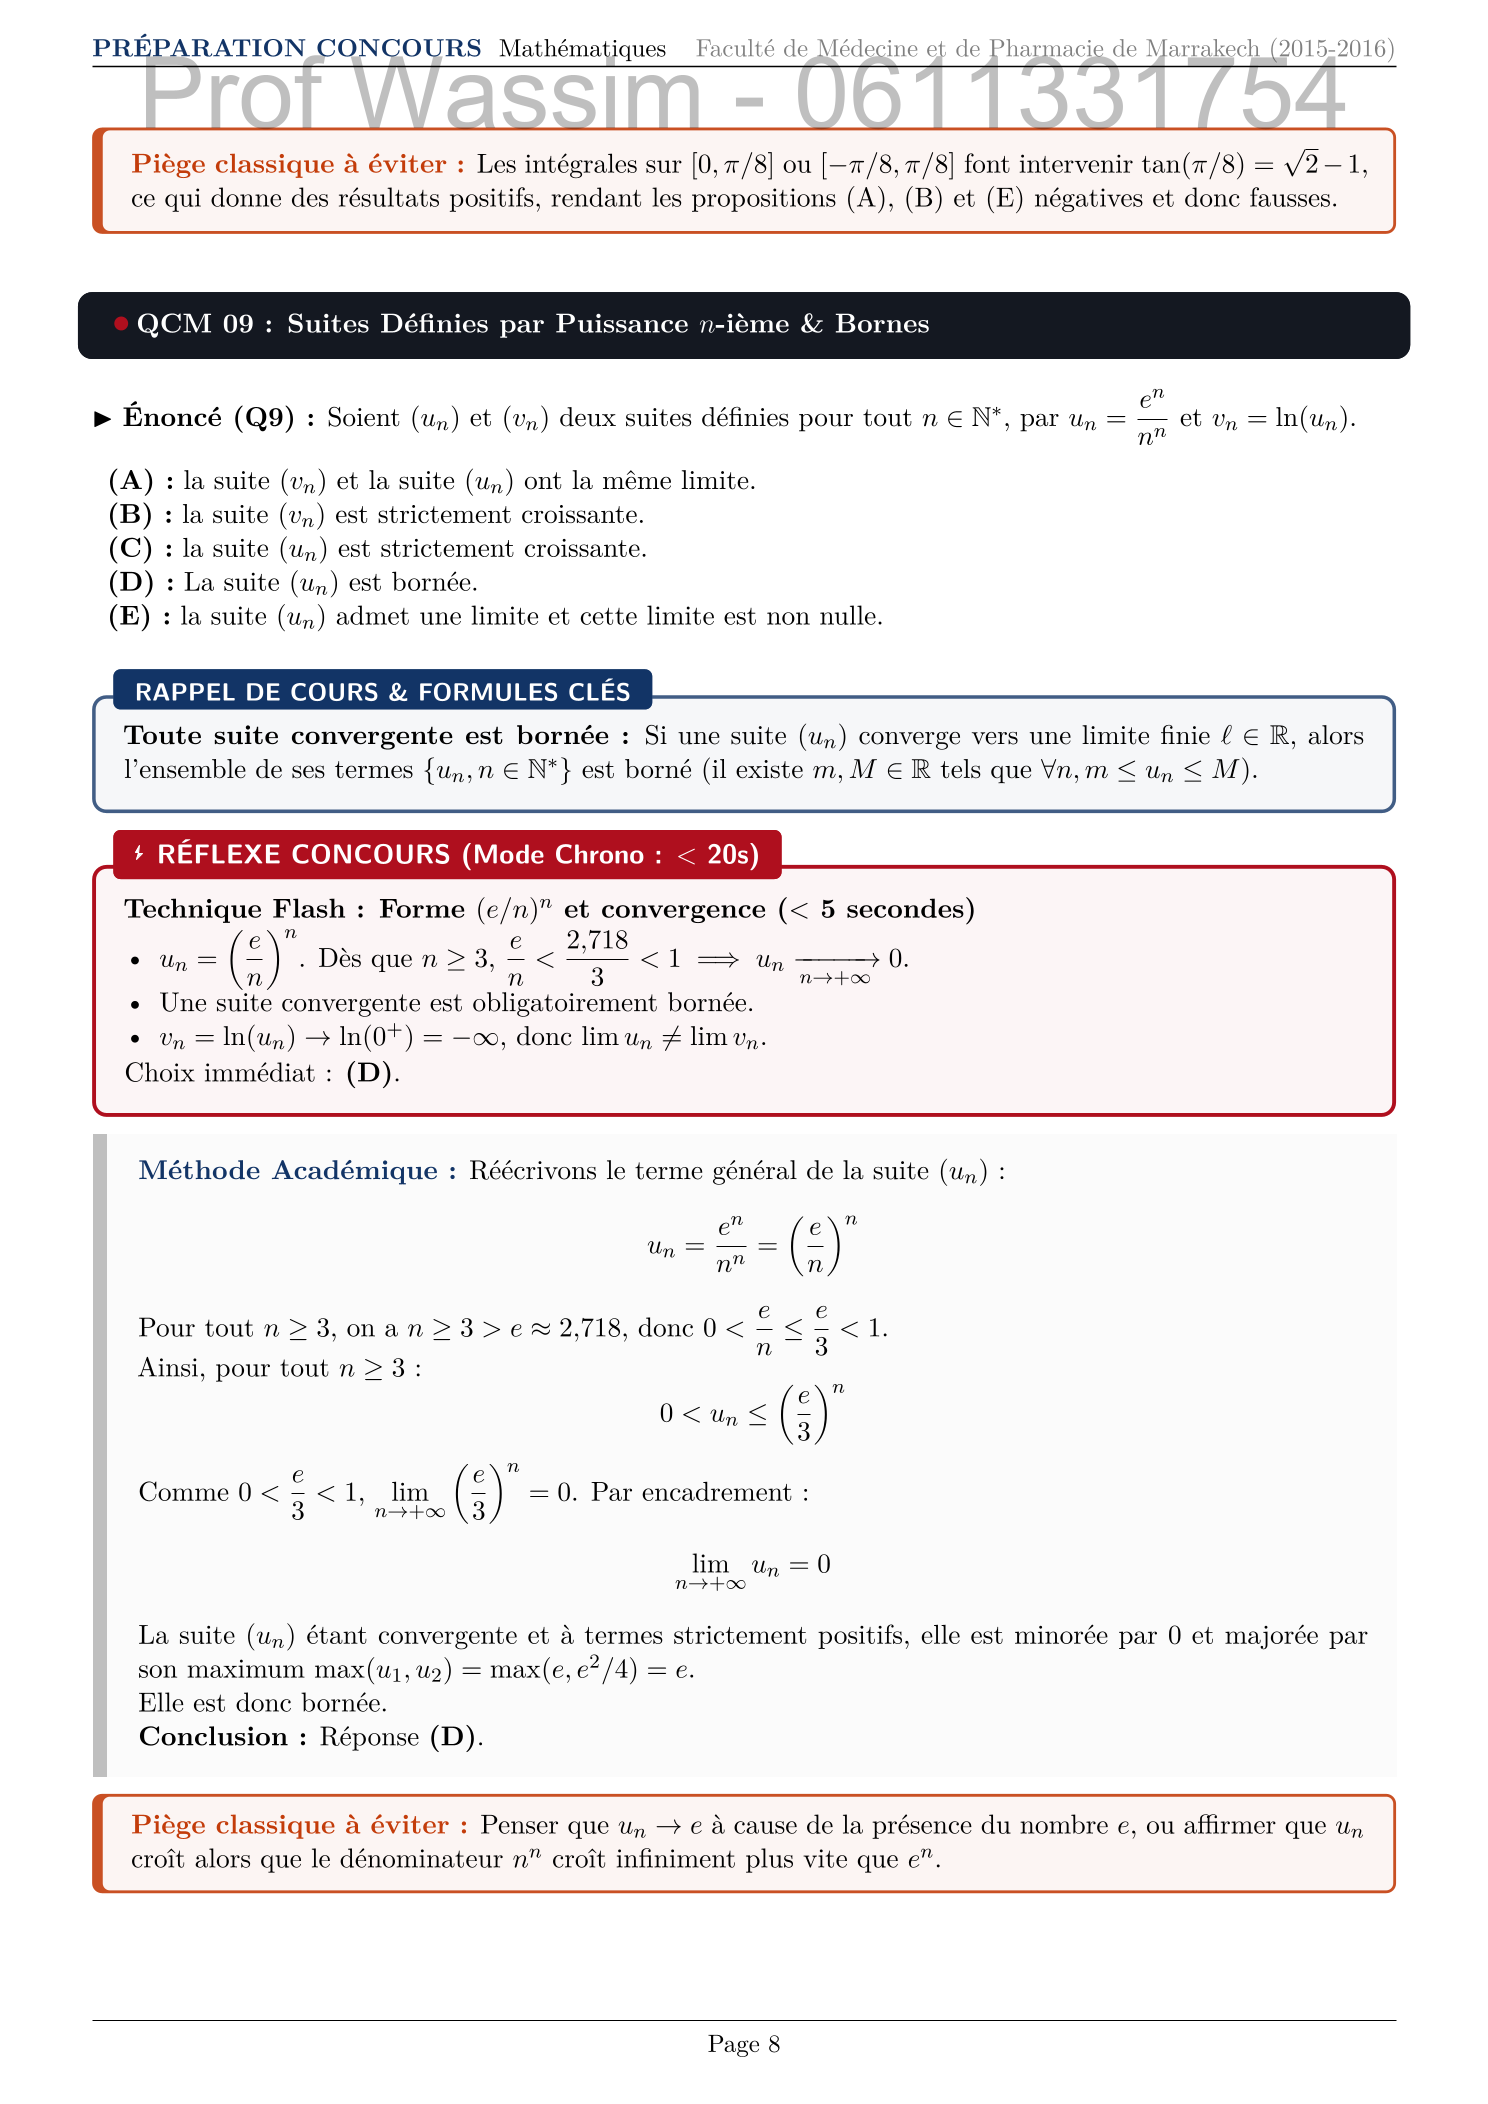 PRÉPARATION CONCOURS Mathématiques Faculté de Médecine et de Pharmacie de Marrakech (2015-2016)
Prof Wassim - 0611331754
Piège classique à éviter : Les intégrales sur [0, π/8] ou [−π/8, π/8] font intervenir tan(π/8) = √2 − 1,
ce qui donne des résultats positifs, rendant les propositions (A), (B) et (E) négatives et donc fausses.
• QCM 09 : Suites Définies par Puissance n-ième & Bornes
▶ Énoncé (Q9) : Soient (uₙ) et (vₙ) deux suites définies pour tout n ∈ ℕ*, par uₙ = eⁿ/nⁿ et vₙ = ln(uₙ).
(A) : la suite (vₙ) et la suite (uₙ) ont la même limite.
(B) : la suite (vₙ) est strictement croissante.
(C) : la suite (uₙ) est strictement croissante.
(D) : La suite (uₙ) est bornée.
(E) : la suite (uₙ) admet une limite et cette limite est non nulle.
RAPPEL DE COURS & FORMULES CLÉS
Toute suite convergente est bornée : Si une suite (uₙ) converge vers une limite finie ℓ ∈ ℝ, alors
l'ensemble de ses termes {uₙ, n ∈ ℕ*} est borné (il existe m, M ∈ ℝ tels que ∀n, m ≤ uₙ ≤ M).
⚡ RÉFLEXE CONCOURS (Mode Chrono : < 20s)
Technique Flash : Forme (e/n)ⁿ et convergence (< 5 secondes)
• uₙ = (e/n)ⁿ. Dès que n ≥ 3, e/n < 2,718/3 < 1 ⟹ uₙ ⟶ 0. n→+∞
• Une suite convergente est obligatoirement bornée.
• vₙ = ln(uₙ) → ln(0⁺) = −∞, donc lim uₙ ≠ lim vₙ.
Choix immédiat : (D).
Méthode Académique : Réécrivons le terme général de la suite (uₙ) :
uₙ = eⁿ/nⁿ = (e/n)ⁿ
Pour tout n ≥ 3, on a n ≥ 3 > e ≈ 2,718, donc 0 < e/n ≤ e/3 < 1.
Ainsi, pour tout n ≥ 3 :
0 < uₙ ≤ (e/3)ⁿ
Comme 0 < e/3 < 1, lim n→+∞ (e/3)ⁿ = 0. Par encadrement :
lim n→+∞ uₙ = 0
La suite (uₙ) étant convergente et à termes strictement positifs, elle est minorée par 0 et majorée par
son maximum max(u₁, u₂) = max(e, e²/4) = e.
Elle est donc bornée.
Conclusion : Réponse (D).
Piège classique à éviter : Penser que uₙ → e à cause de la présence du nombre e, ou affirmer que uₙ
croît alors que le dénominateur nⁿ croît infiniment plus vite que eⁿ.
Page 8